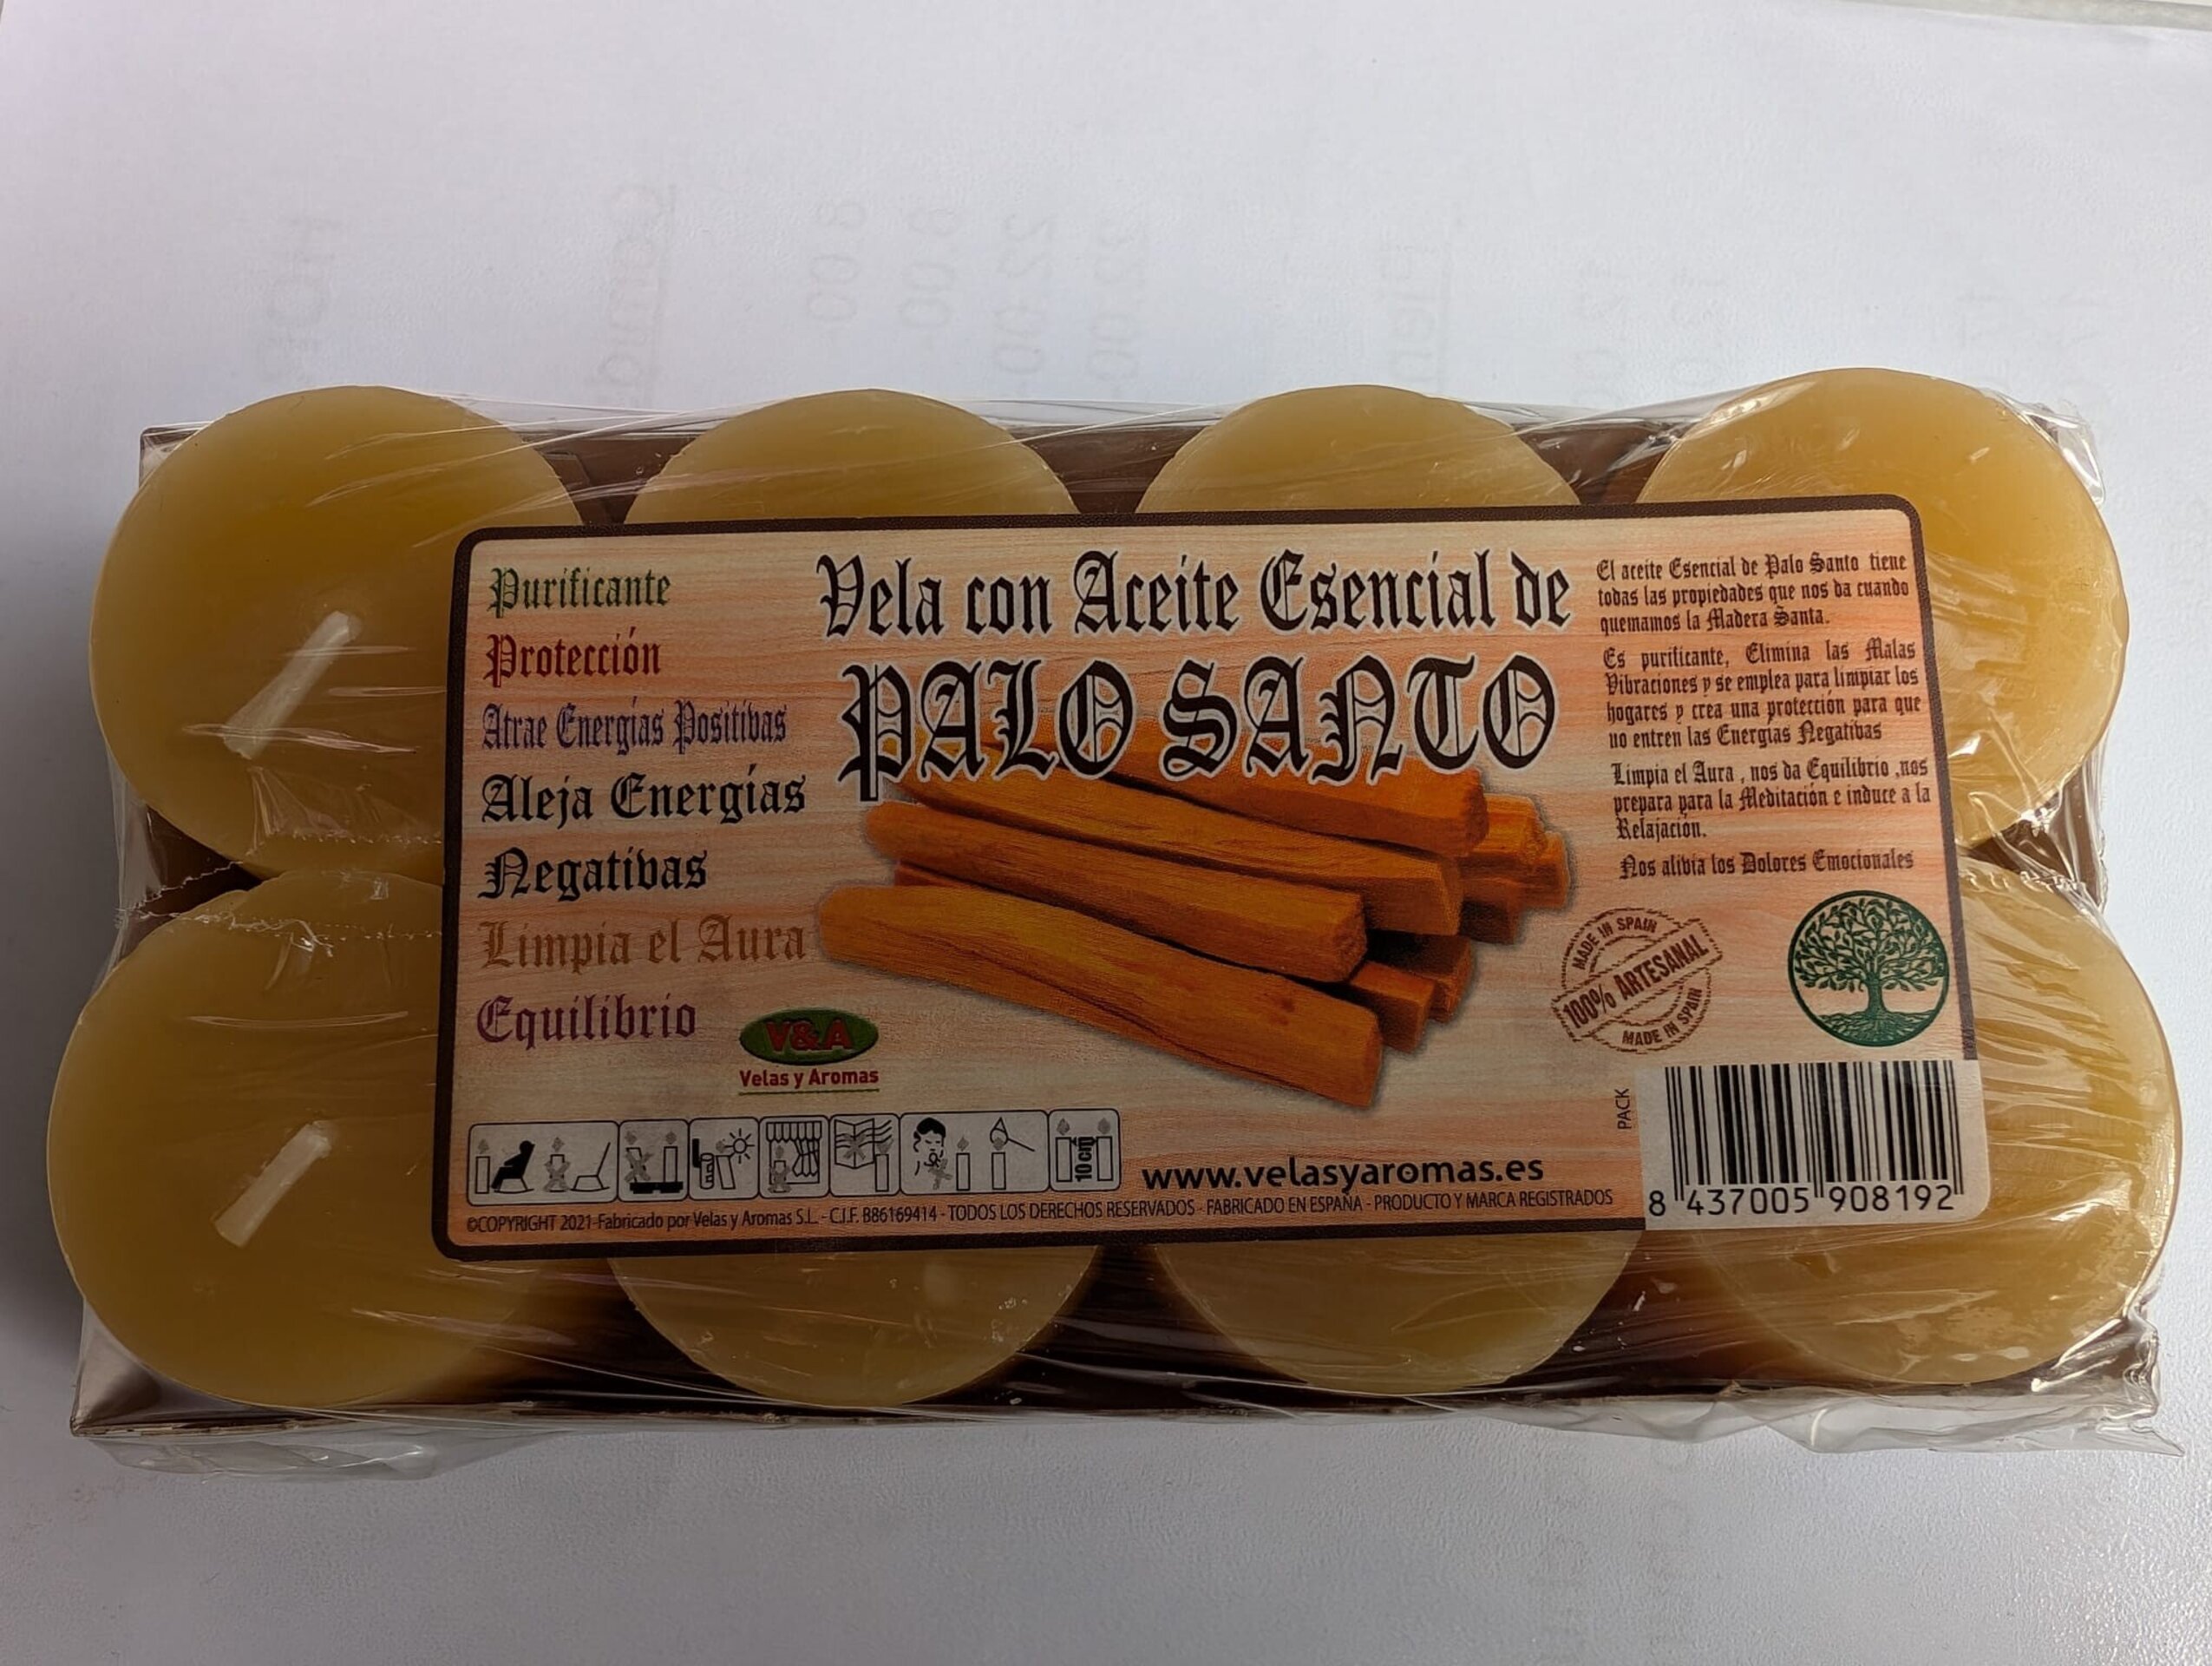 Purificante
Protección
Atrae Energías Positivas
Aleja Energías
Negativas
Limpia el Aura
Equilibrio
V&A
Velas y Aromas
Vela con Aceite Esencial de
PALO SANTO
El aceite Esencial de Palo Santo tiene
todas las propiedades que nos da cuando
quemamos la Madera Santa.
Es purificante, Elimina las Malas
Vibraciones y se emplea para limpiar los
hogares y crea una protección para que
no entren las Energías Negativas
Limpia el Aura , nos da Equilibrio ,nos
prepara para la Meditación e induce a la
Relajación.
Nos alivia los Dolores Emocionales
MADE IN SPAIN
100% ARTESANAL
MADE IN SPAIN
10 cm
www.velasyaromas.es
PACK
8 437005 908192
©COPYRIGHT 2021-Fabricado por Velas y Aromas S.L. - C.I.F. B86169414 - TODOS LOS DERECHOS RESERVADOS - FABRICADO EN ESPAÑA - PRODUCTO Y MARCA REGISTRADOS